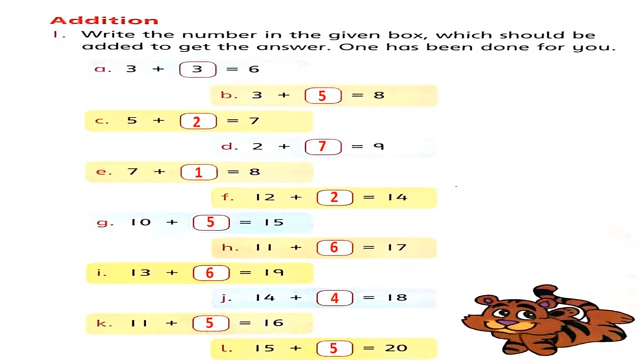 Addition
1. Write the number in the given box, which should be
added to get the answer. One has been done for you.
a. 3 + 3 = 6
b. 3 + 5 = 8
c. 5 + 2 = 7
d. 2 + 7 = 9
e. 7 + 1 = 8
f. 12 + 2 = 14
g. 10 + 5 = 15
h. 11 + 6 = 17
i. 13 + 6 = 19
j. 14 + 4 = 18
k. 11 + 5 = 16
l. 15 + 5 = 20